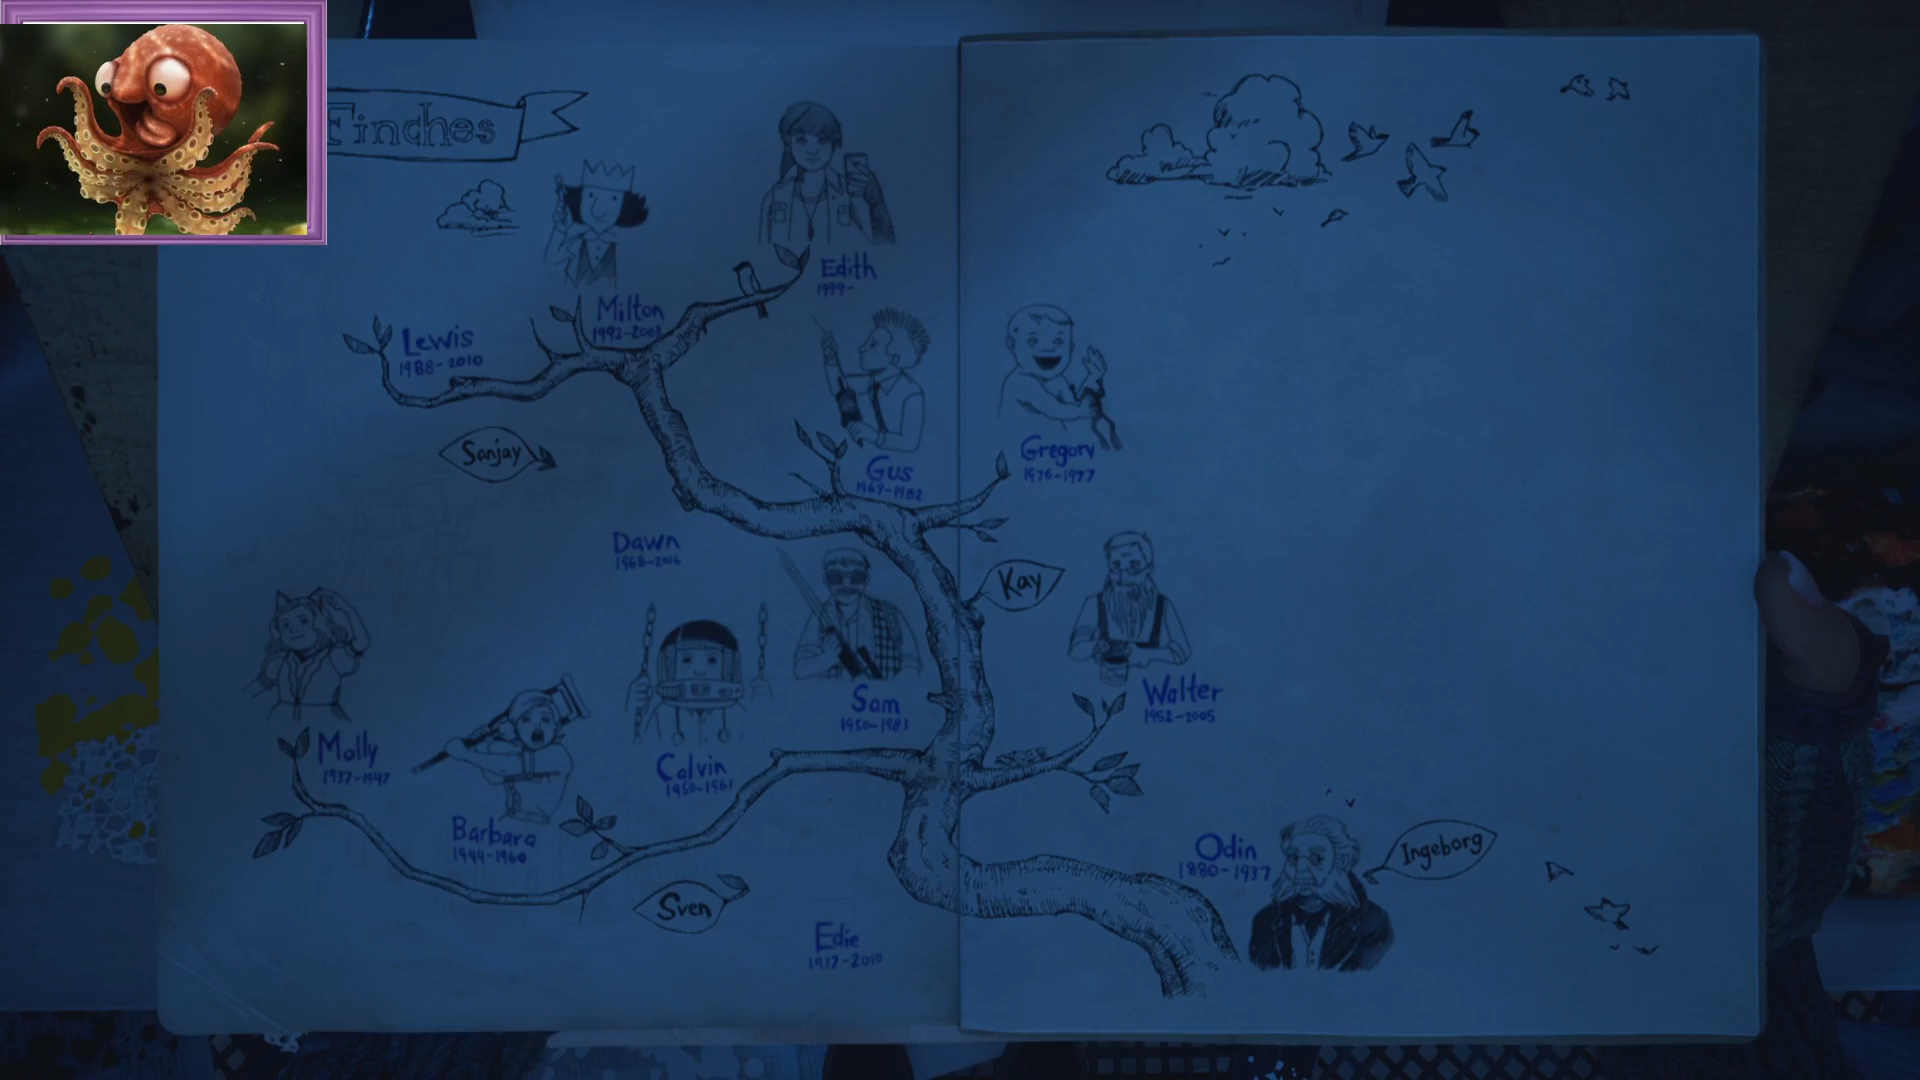 Finches
Edith
1999-
Milton
1992-2003
Lewis
1988-2010
Sanjay
Gus
1969-1982
Gregory
1976-1977
Dawn
1968-2016
Kay
Sam
1950-1983
Walter
1952-2005
Molly
1937-1947
Calvin
1950-1961
Barbara
1944-1960
Odin
1880-1937
Ingeborg
Sven
Edie
1917-2010